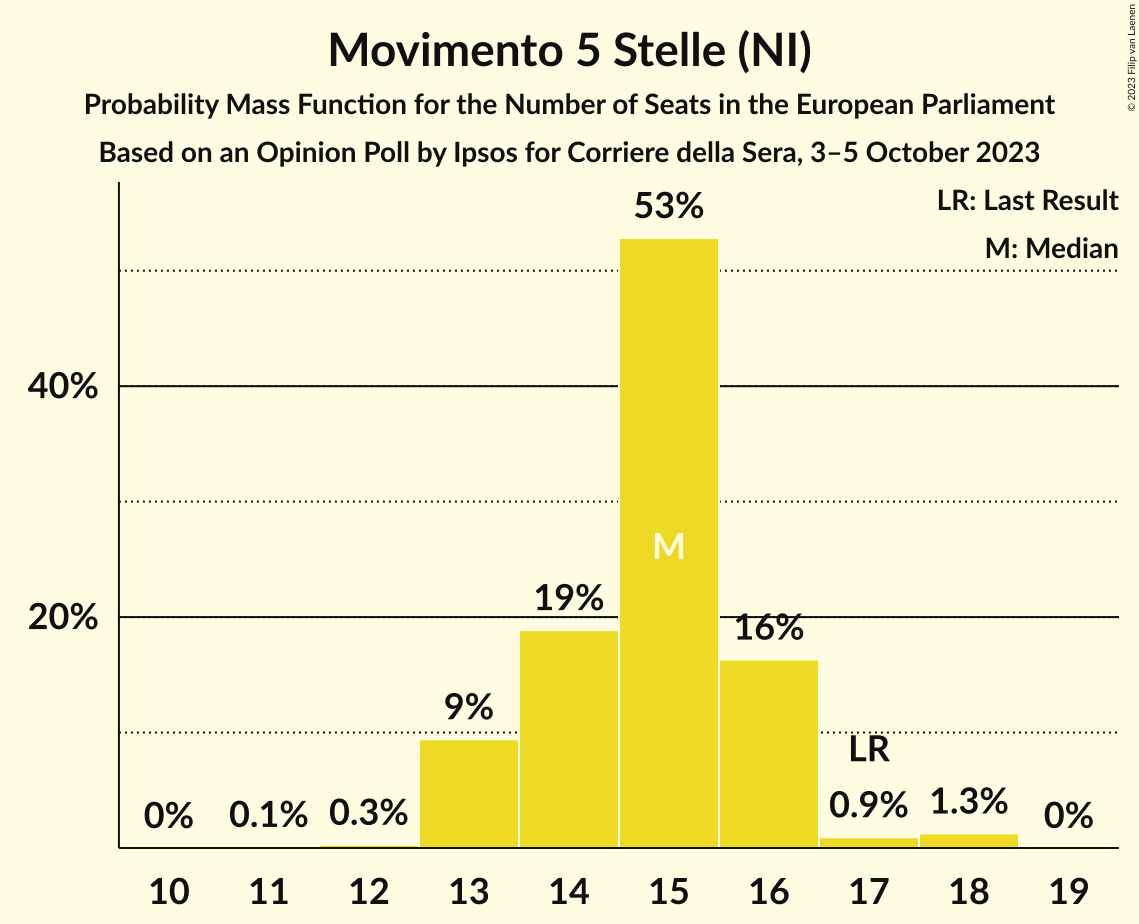 Movimento 5 Stelle (NI)
Probability Mass Function for the Number of Seats in the European Parliament
Based on an Opinion Poll by Ipsos for Corriere della Sera, 3–5 October 2023
© 2023 Filip van Laenen
LR: Last Result
M: Median
53%
40%
M
19%
20%
16%
9%
LR
0%
0.1%
0.3%
0.9%
1.3%
0%
10 11 12 13 14 15 16 17 18 19